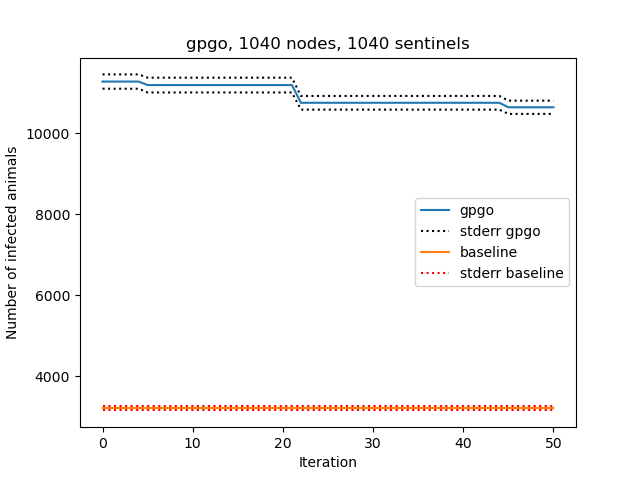 gpgo, 1040 nodes, 1040 sentinels
Number of infected animals
10000
8000
6000
4000
gpgo
stderr gpgo
baseline
stderr baseline
0 10 20 30 40 50
Iteration